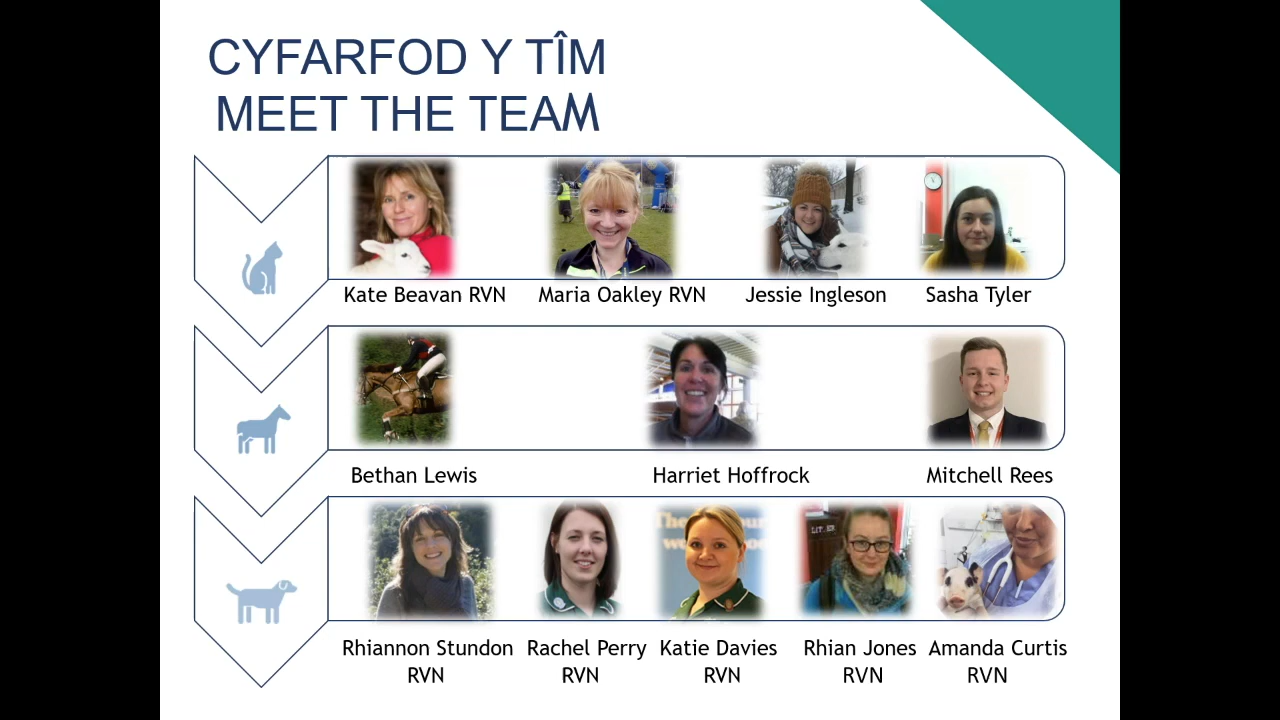 CYFARFOD Y TÎM
MEET THE TEAM
Kate Beavan RVN
Maria Oakley RVN
Jessie Ingleson
Sasha Tyler
Bethan Lewis
Harriet Hoffrock
Mitchell Rees
Rhiannon Stundon
RVN
Rachel Perry
RVN
Katie Davies
RVN
Rhian Jones
RVN
Amanda Curtis
RVN